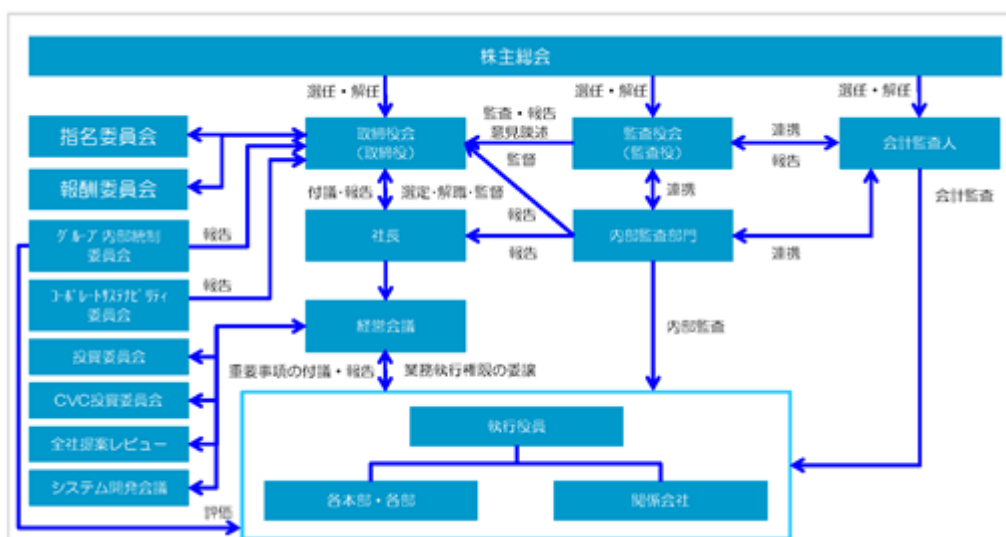 株主総会
選任・解任
選任・解任
選任・解任
指名委員会
取締役会
(取締役)
監査・報告
意見陳述
監督
監査役会
(監査役)
連携
報告
会計監査人
報酬委員会
付議・報告
選定・解職・監督
連携
会計監査
グループ内部統制
委員会
報告
社長
報告
報告
内部監査部門
連携
コーポレートサステナビリティ
委員会
報告
経営会議
内部監査
投資委員会
重要事項の付議・報告
業務執行権限の委譲
CVC投資委員会
執行役員
全社提案レビュー
システム開発会議
各本部・各部
関係会社
評価